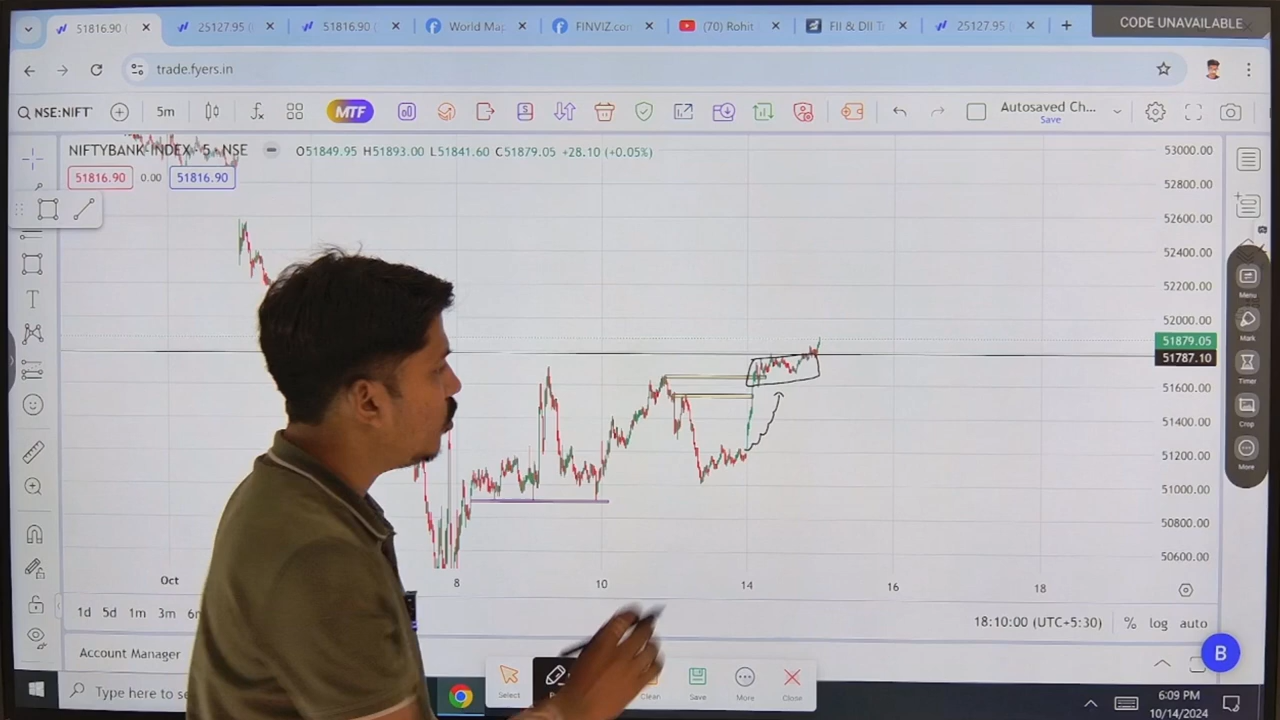 51816.90 (
25127.95 (
51816.90 (
World Map
FINVIZ.com
(70) Rohit
FII & DII T
25127.95
CODE UNAVAILABLE
trade.fyers.in
NSE:NIFT
5m
MTF
Autosaved Ch...
Save
NIFTYBANK-INDEX · 5 · NSE
O51849.95 H51893.00 L51841.60 C51879.05 +28.10 (+0.05%)
51816.90
0.00
51816.90
53000.00
52800.00
52600.00
52400.00
52200.00
52000.00
51879.05
51787.10
51600.00
51400.00
51200.00
51000.00
50800.00
50600.00
Menu
Mark
Timer
Crop
More
Oct
8
10
14
16
18
1d
5d
1m
3m
18:10:00 (UTC+5:30)
%
log
auto
Account Manager
B
Select
Clean
Save
More
Close
Type here to se
6:09 PM
10/14/2024